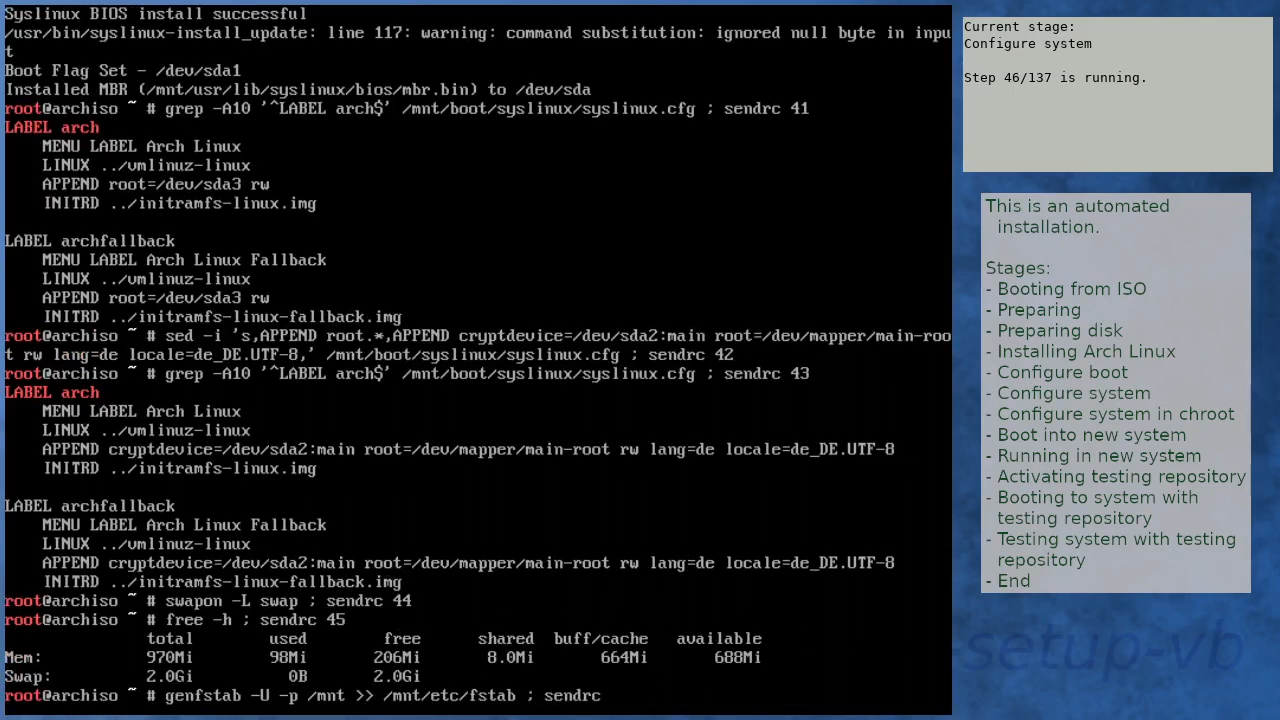 Syslinux BIOS install successful
/usr/bin/syslinux-install_update: line 117: warning: command substitution: ignored null byte in inpu
t
Boot Flag Set - /dev/sda1
Installed MBR (/mnt/usr/lib/syslinux/bios/mbr.bin) to /dev/sda
root@archiso ~ # grep -A10 '^LABEL arch$' /mnt/boot/syslinux/syslinux.cfg ; sendrc 41
LABEL arch
    MENU LABEL Arch Linux
    LINUX ../vmlinuz-linux
    APPEND root=/dev/sda3 rw
    INITRD ../initramfs-linux.img

LABEL archfallback
    MENU LABEL Arch Linux Fallback
    LINUX ../vmlinuz-linux
    APPEND root=/dev/sda3 rw
    INITRD ../initramfs-linux-fallback.img
root@archiso ~ # sed -i 's,APPEND root.*,APPEND cryptdevice=/dev/sda2:main root=/dev/mapper/main-roo
t rw lang=de locale=de_DE.UTF-8,' /mnt/boot/syslinux/syslinux.cfg ; sendrc 42
root@archiso ~ # grep -A10 '^LABEL arch$' /mnt/boot/syslinux/syslinux.cfg ; sendrc 43
LABEL arch
    MENU LABEL Arch Linux
    LINUX ../vmlinuz-linux
    APPEND cryptdevice=/dev/sda2:main root=/dev/mapper/main-root rw lang=de locale=de_DE.UTF-8
    INITRD ../initramfs-linux.img

LABEL archfallback
    MENU LABEL Arch Linux Fallback
    LINUX ../vmlinuz-linux
    APPEND cryptdevice=/dev/sda2:main root=/dev/mapper/main-root rw lang=de locale=de_DE.UTF-8
    INITRD ../initramfs-linux-fallback.img
root@archiso ~ # swapon -L swap ; sendrc 44
root@archiso ~ # free -h ; sendrc 45
               total        used        free      shared  buff/cache   available
Mem:           970Mi        98Mi       206Mi       8.0Mi       664Mi       688Mi
Swap:          2.0Gi          0B       2.0Gi
root@archiso ~ # genfstab -U -p /mnt >> /mnt/etc/fstab ; sendrc
Current stage:
Configure system

Step 46/137 is running.
This is an automated
installation.

Stages:
- Booting from ISO
- Preparing
- Preparing disk
- Installing Arch Linux
- Configure boot
- Configure system
- Configure system in chroot
- Boot into new system
- Running in new system
- Activating testing repository
- Booting to system with
testing repository
- Testing system with testing
repository
- End
setup-vb